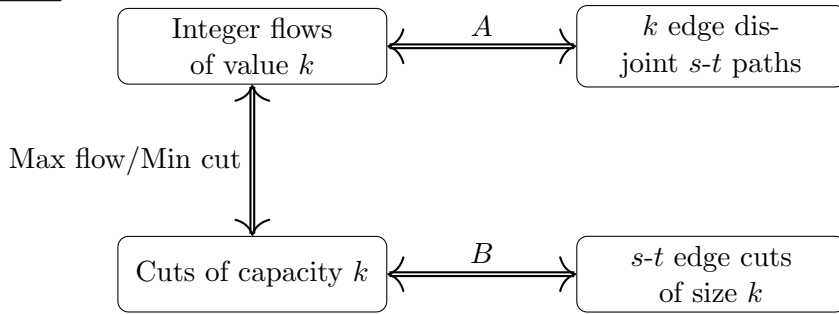 Integer flows
of value k
A
k edge dis-
joint s-t paths
Max flow/Min cut
Cuts of capacity k
B
s-t edge cuts
of size k